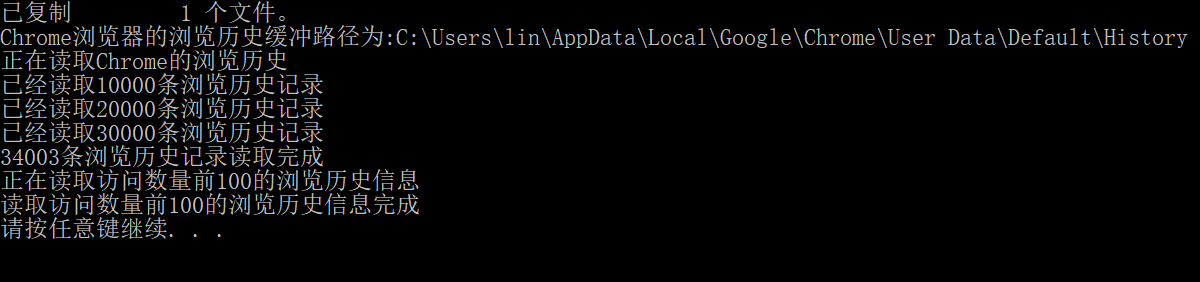 已复制         1 个文件。
Chrome浏览器的浏览历史缓冲路径为:C:\Users\lin\AppData\Local\Google\Chrome\User Data\Default\History
正在读取Chrome的浏览历史
已经读取10000条浏览历史记录
已经读取20000条浏览历史记录
已经读取30000条浏览历史记录
34003条浏览历史记录读取完成
正在读取访问数量前100的浏览历史信息
读取访问数量前100的浏览历史信息完成
请按任意键继续. . .